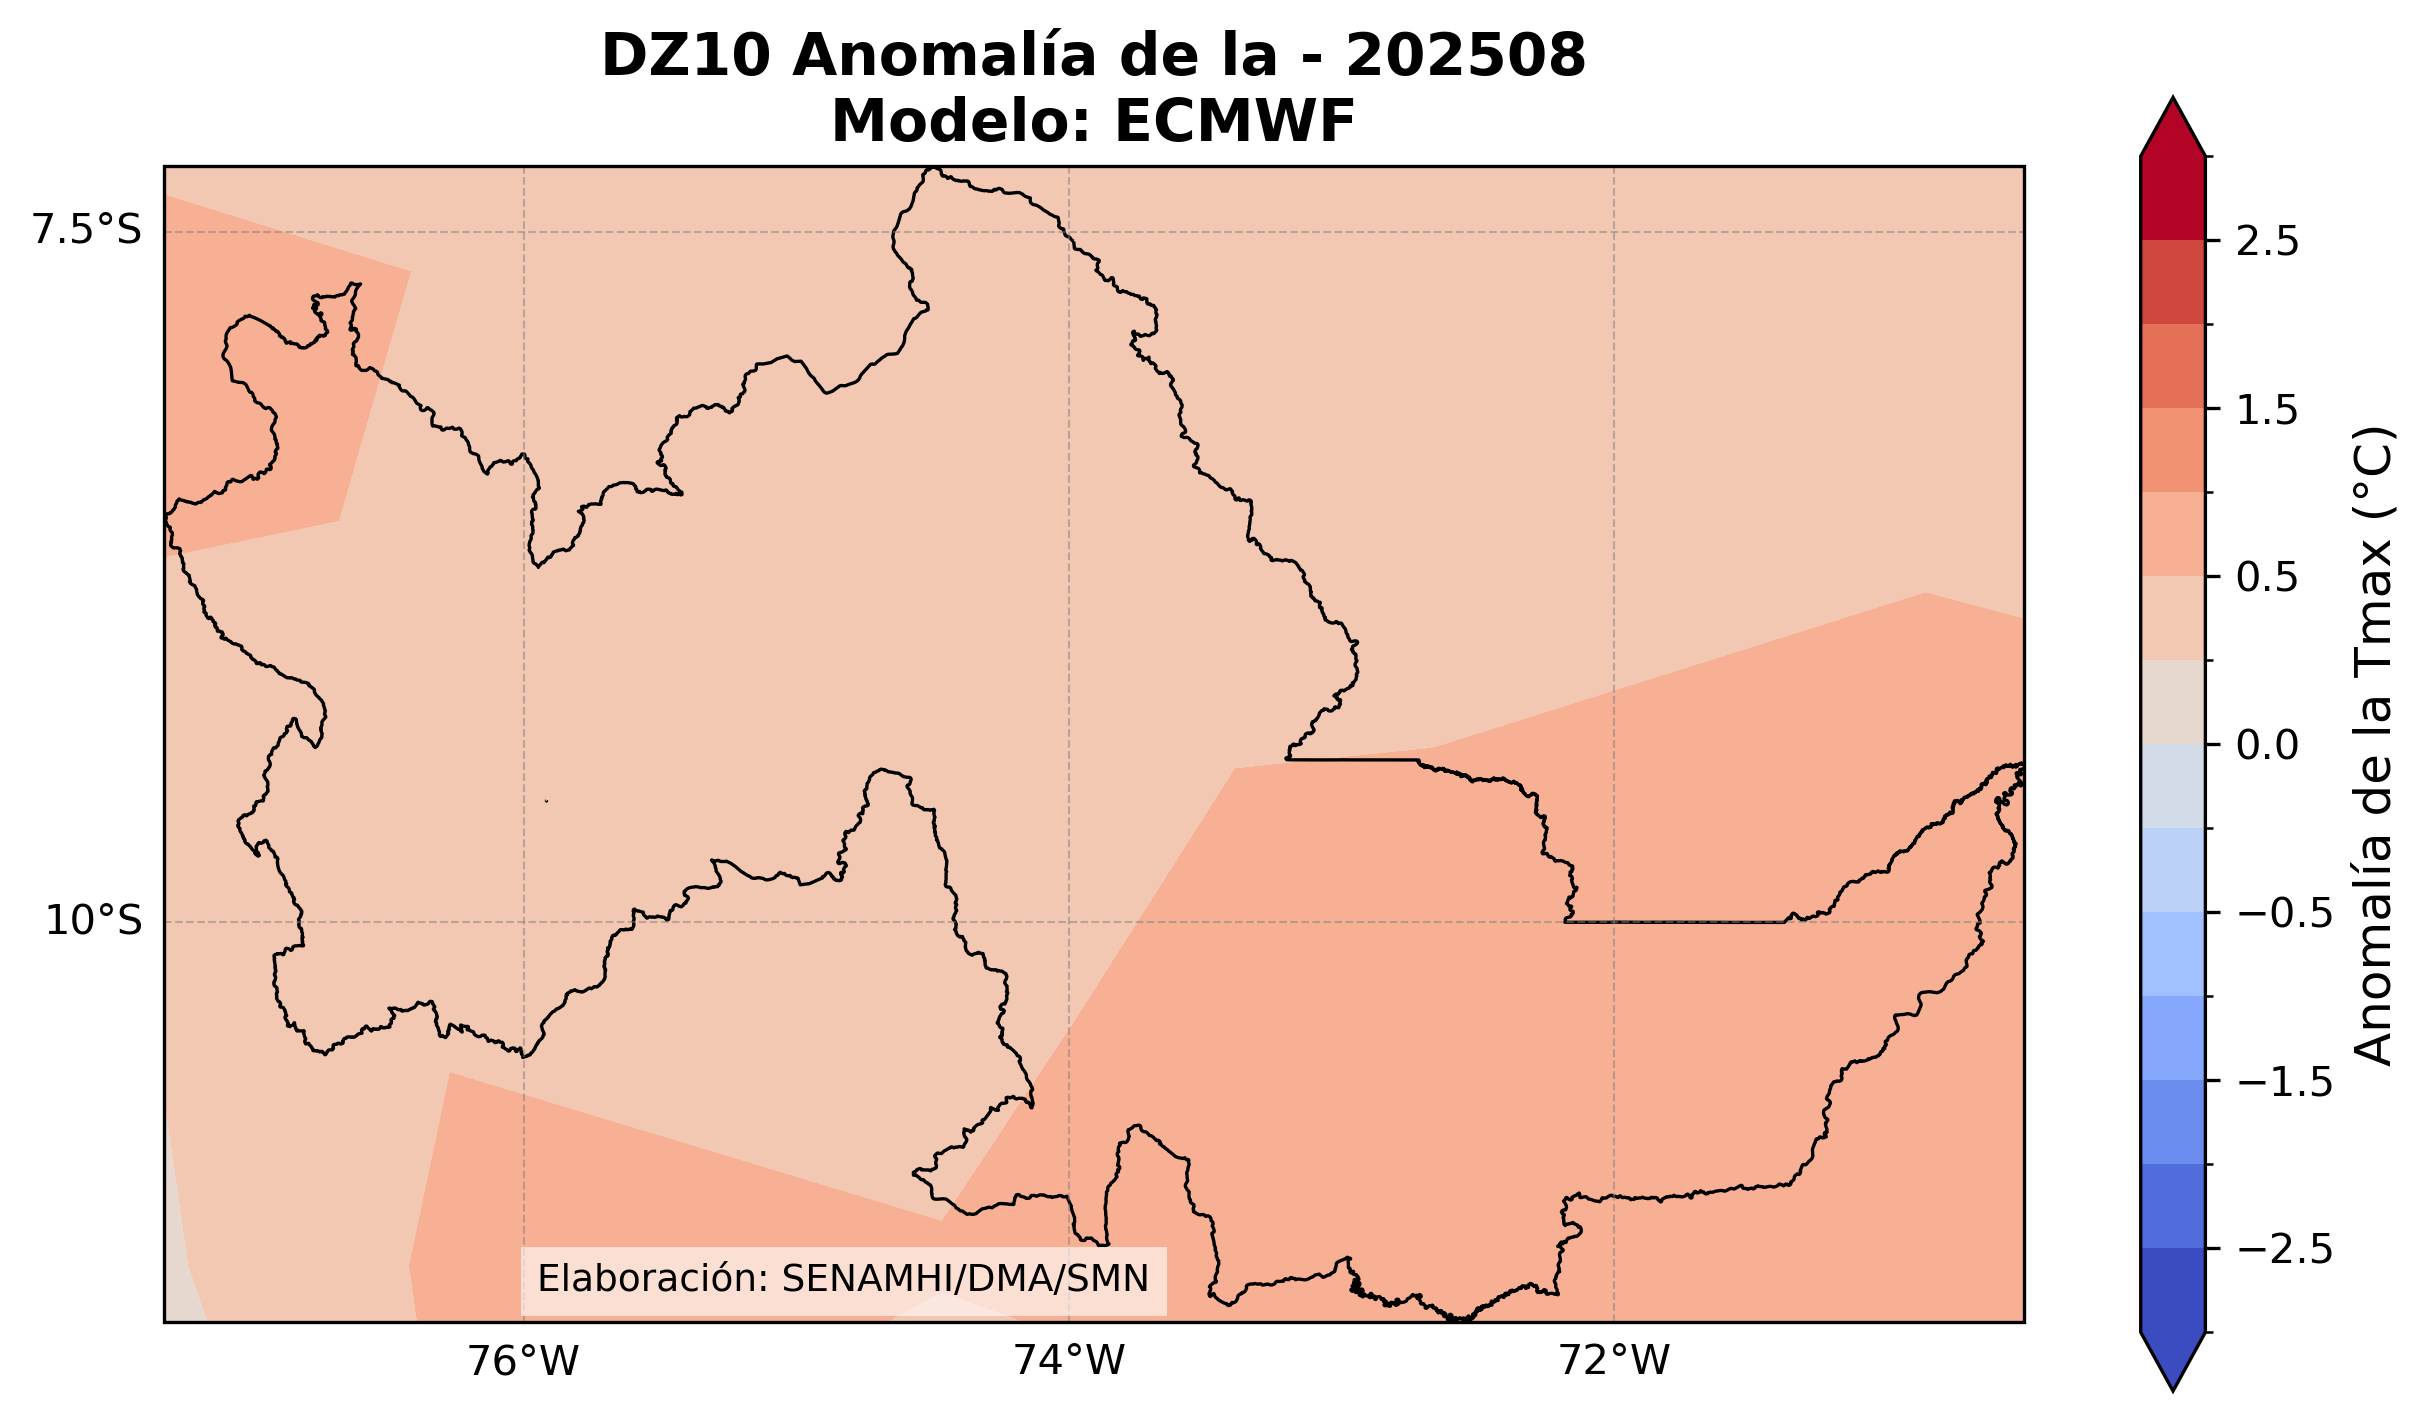 DZ10 Anomalía de la - 202508
Modelo: ECMWF
7.5°S
10°S
76°W
74°W
72°W
Elaboración: SENAMHI/DMA/SMN
2.5
1.5
0.5
0.0
−0.5
−1.5
−2.5
Anomalía de la Tmax (°C)